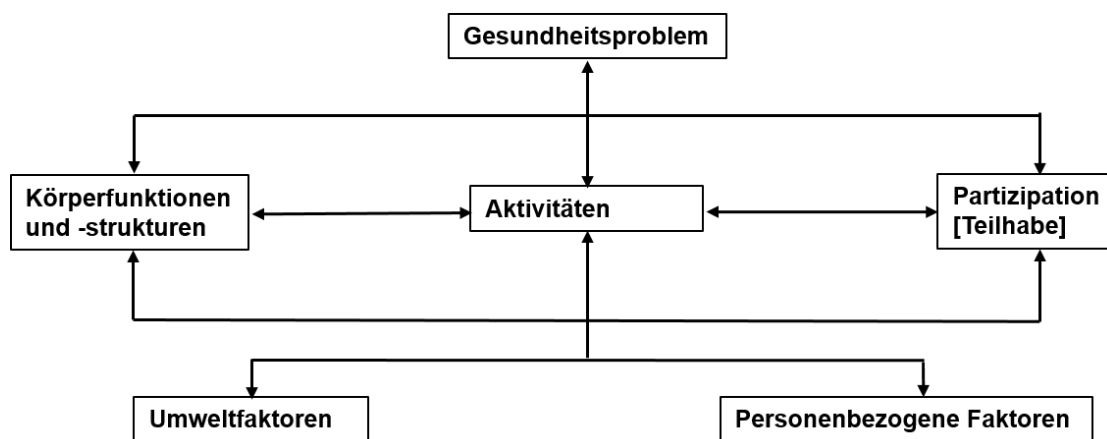 Gesundheitsproblem
Körperfunktionen
und -strukturen
Aktivitäten
Partizipation
[Teilhabe]
Umweltfaktoren
Personenbezogene Faktoren